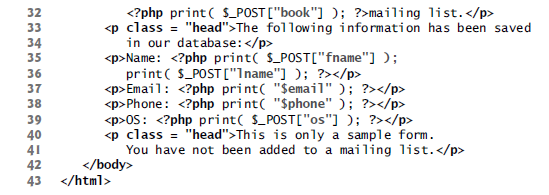 32 <?php print( $_POST["book"] ); ?>mailing list.</p>
33 <p class = "head">The following information has been saved
34 in our database:</p>
35 <p>Name: <?php print( $_POST["fname"] );
36 print( $_POST["lname"] ); ?></p>
37 <p>Email: <?php print( "$email" ); ?></p>
38 <p>Phone: <?php print( "$phone" ); ?></p>
39 <p>OS: <?php print( $_POST["os"] ); ?></p>
40 <p class = "head">This is only a sample form.
41 You have not been added to a mailing list.</p>
42 </body>
43 </html>